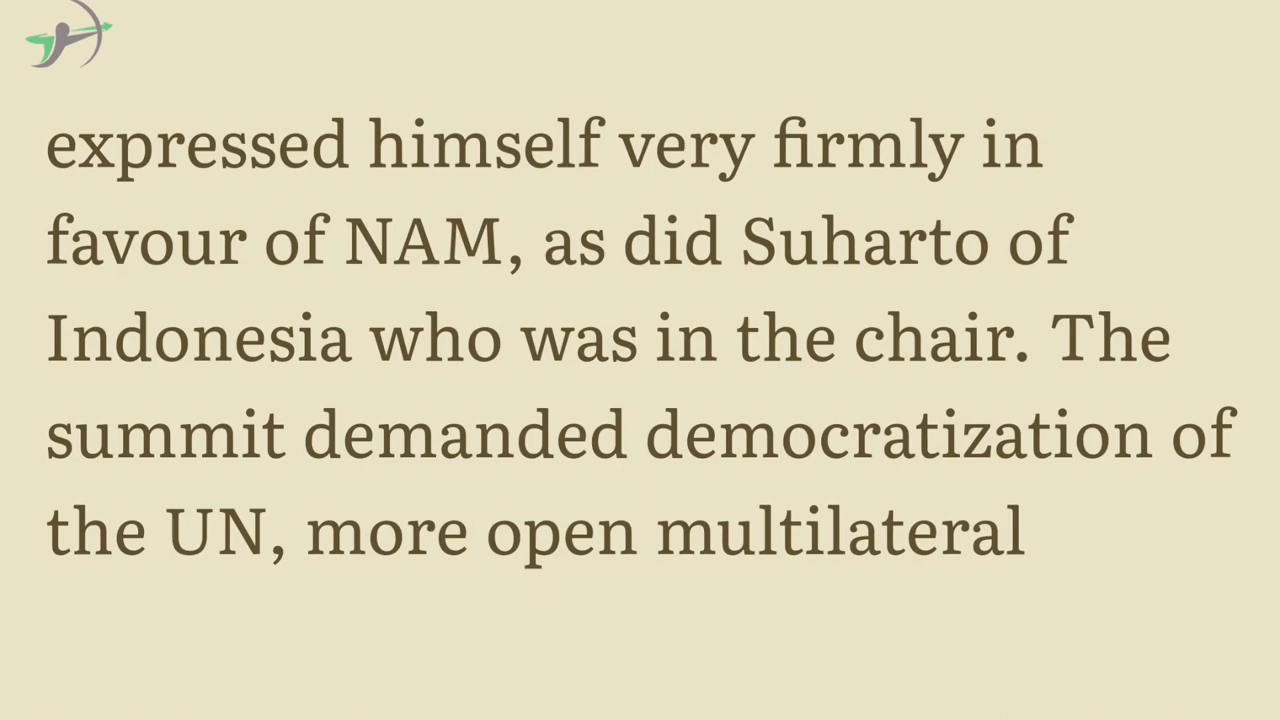 expressed himself very firmly in
favour of NAM, as did Suharto of
Indonesia who was in the chair. The
summit demanded democratization of
the UN, more open multilateral